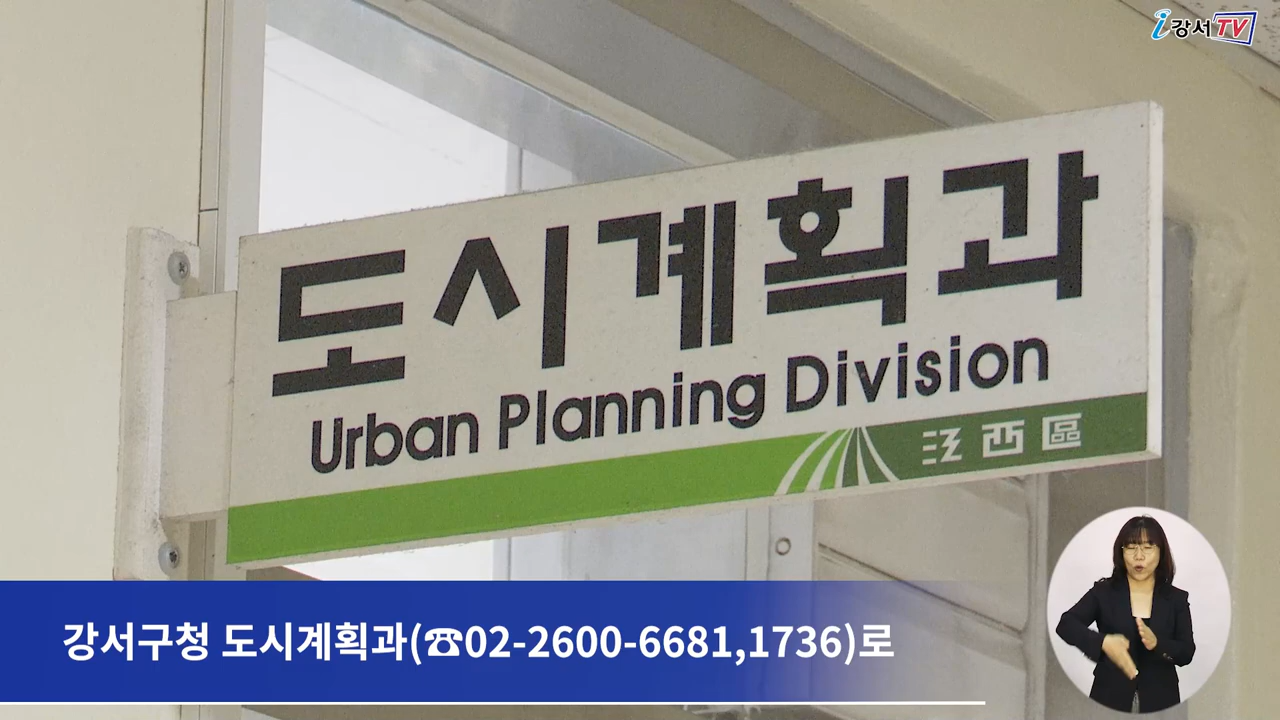 i강서TV
도시계획과
Urban Planning Division
江西區
강서구청 도시계획과(☎02-2600-6681,1736)로